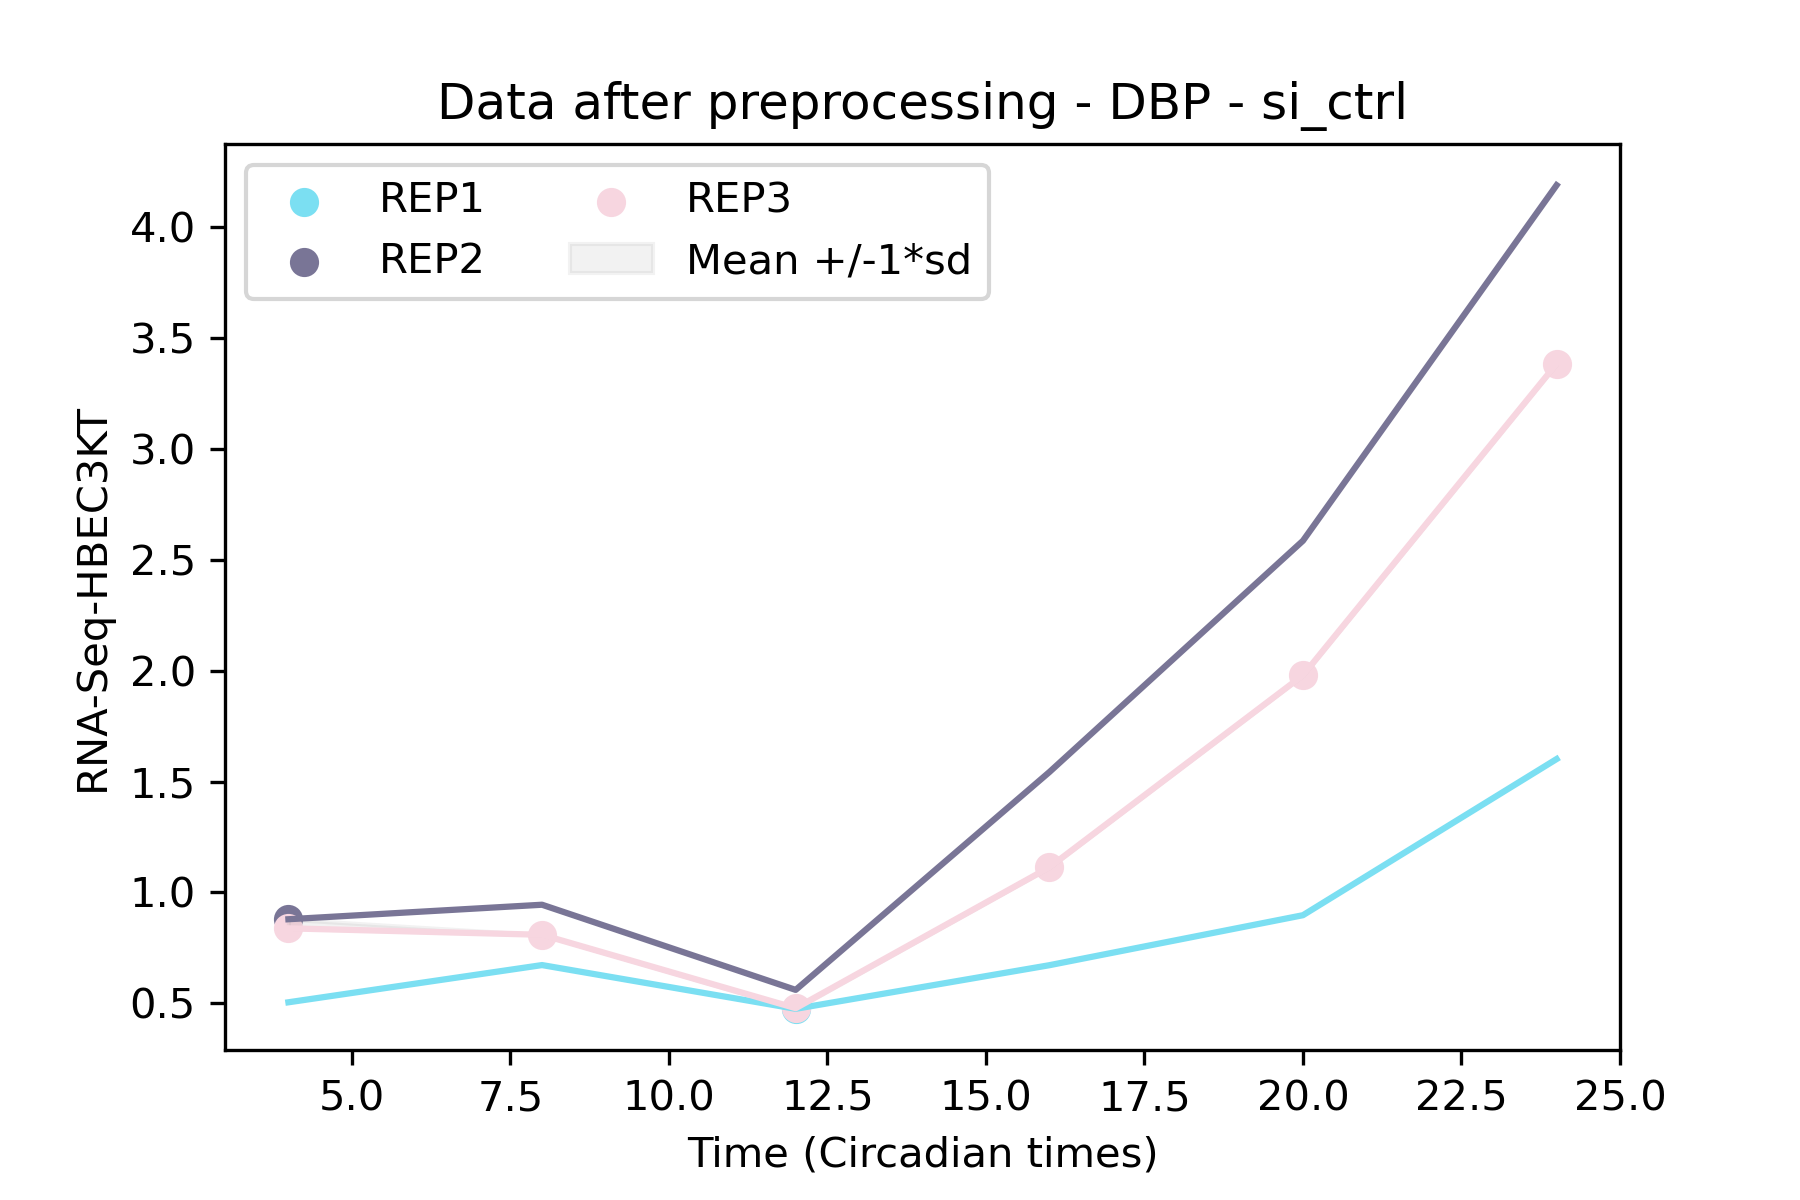 Data after preprocessing - DBP - si_ctrl
REP1
REP2
REP3
Mean +/-1*sd
RNA-Seq-HBEC3KT
4.0
3.5
3.0
2.5
2.0
1.5
1.0
0.5
5.0 7.5 10.0 12.5 15.0 17.5 20.0 22.5 25.0
Time (Circadian times)